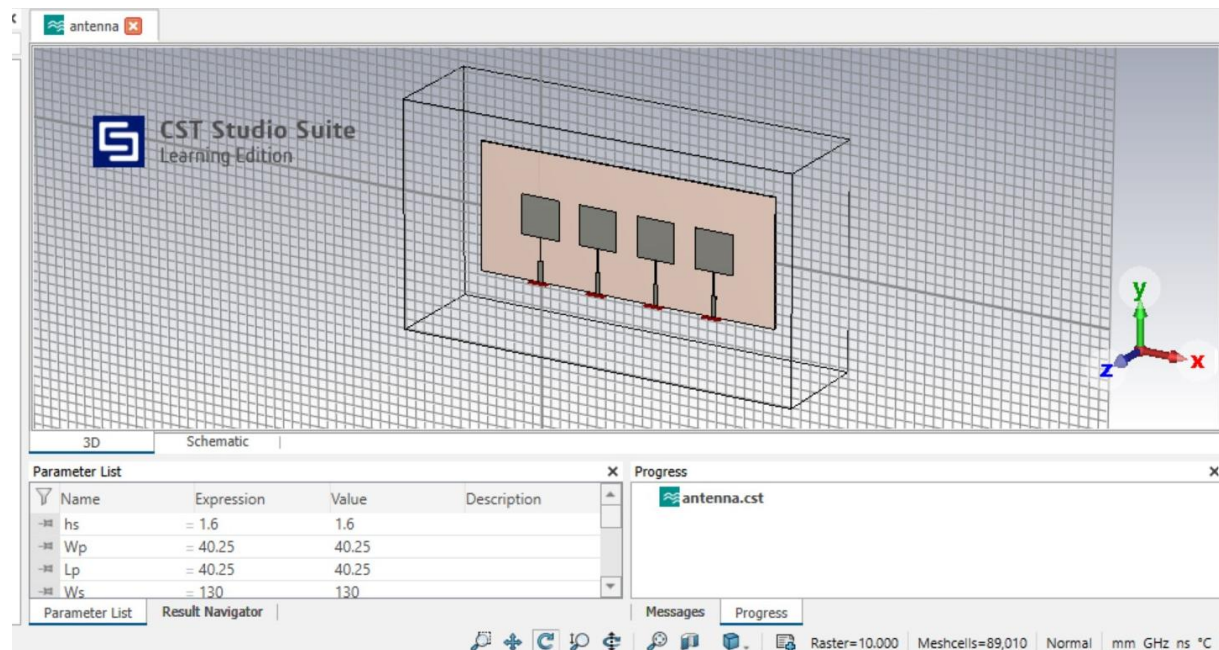 antenna
CST Studio Suite
Learning Edition
y
x
z
3D Schematic
Parameter List
Name Expression Value Description
hs = 1.6 1.6
Wp = 40.25 40.25
Lp = 40.25 40.25
Ws = 130 130
Parameter List Result Navigator
Progress
antenna.cst
Messages Progress
Raster=10.000 Meshcells=89,010 Normal mm GHz ns °C